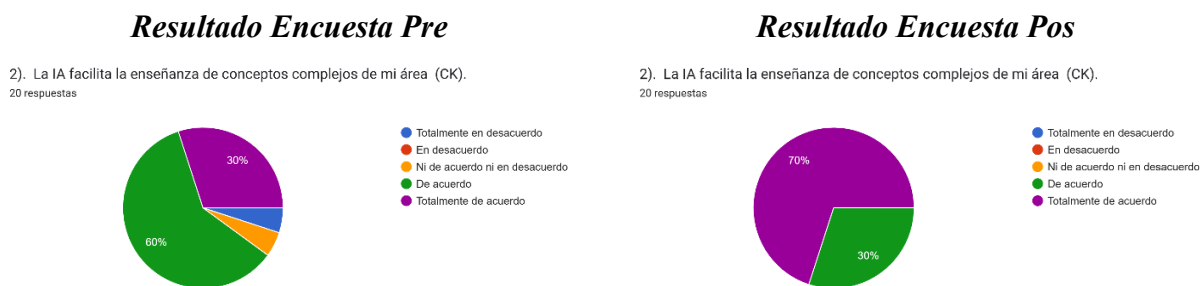 Resultado Encuesta Pre
2). La IA facilita la enseñanza de conceptos complejos de mi área (CK).
20 respuestas
30%
60%
Totalmente en desacuerdo
En desacuerdo
Ni de acuerdo ni en desacuerdo
De acuerdo
Totalmente de acuerdo
Resultado Encuesta Pos
2). La IA facilita la enseñanza de conceptos complejos de mi área (CK).
20 respuestas
70%
30%
Totalmente en desacuerdo
En desacuerdo
Ni de acuerdo ni en desacuerdo
De acuerdo
Totalmente de acuerdo